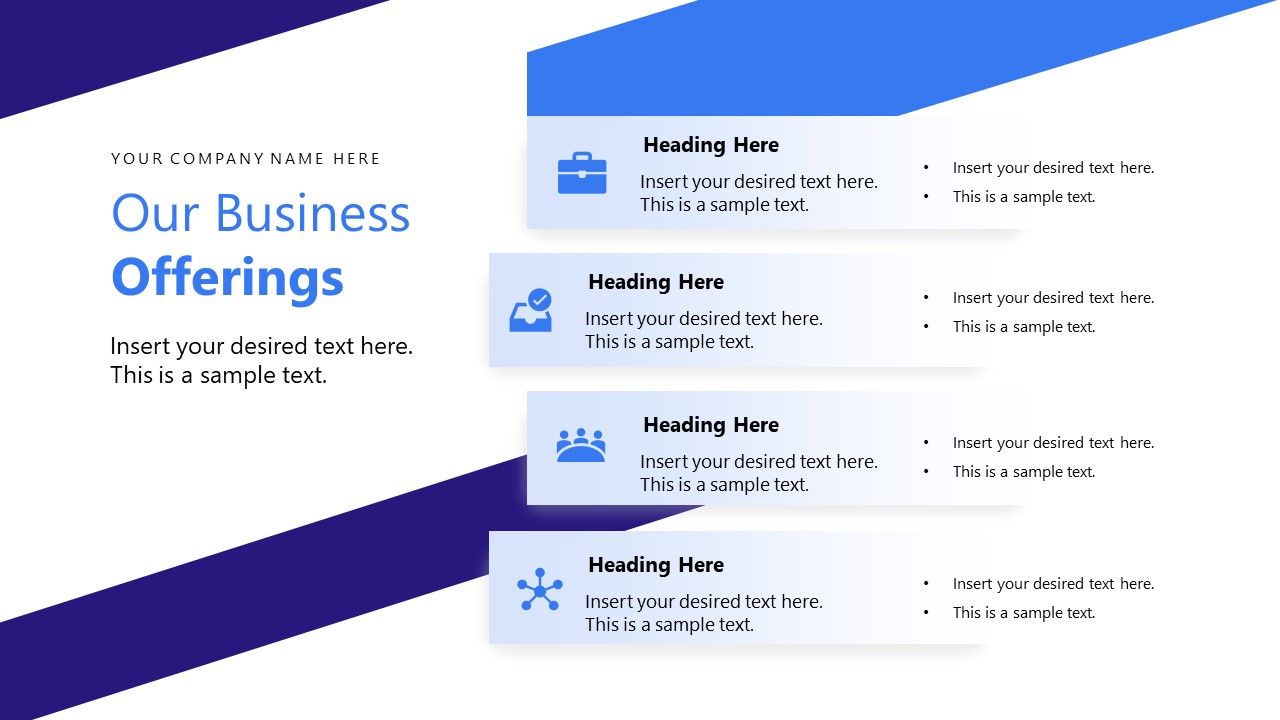 YOUR COMPANY NAME HERE
Our Business
Offerings
Insert your desired text here.
This is a sample text.
Heading Here
Insert your desired text here.
This is a sample text.
• Insert your desired text here.
• This is a sample text.
Heading Here
Insert your desired text here.
This is a sample text.
• Insert your desired text here.
• This is a sample text.
Heading Here
Insert your desired text here.
This is a sample text.
• Insert your desired text here.
• This is a sample text.
Heading Here
Insert your desired text here.
This is a sample text.
• Insert your desired text here.
• This is a sample text.